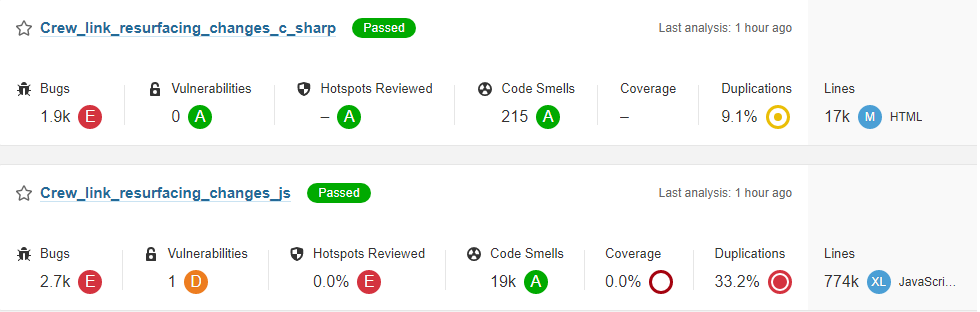 Crew_link_resurfacing_changes_c_sharp Passed Last analysis: 1 hour ago
Bugs Vulnerabilities Hotspots Reviewed Code Smells Coverage Duplications Lines
1.9k E 0 A – A 215 A – 9.1% 17k M HTML
Crew_link_resurfacing_changes_js Passed Last analysis: 1 hour ago
Bugs Vulnerabilities Hotspots Reviewed Code Smells Coverage Duplications Lines
2.7k E 1 D 0.0% E 19k A 0.0% 33.2% 774k XL JavaScri...